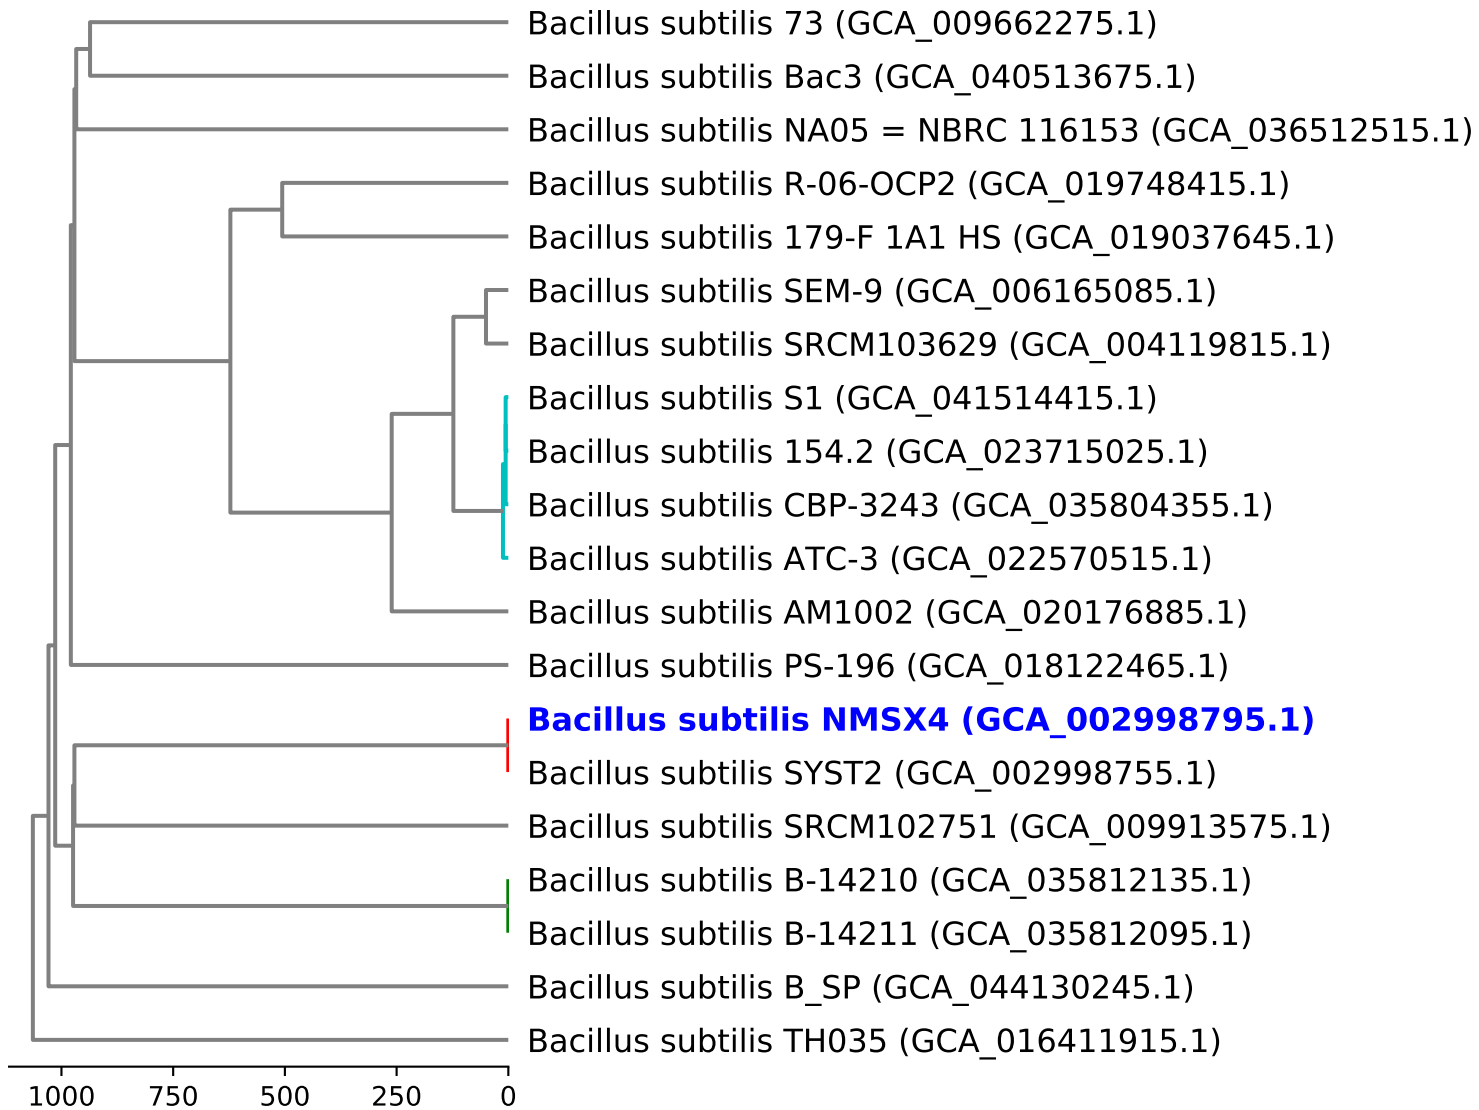 Bacillus subtilis 73 (GCA_009662275.1)
Bacillus subtilis Bac3 (GCA_040513675.1)
Bacillus subtilis NA05 = NBRC 116153 (GCA_036512515.1)
Bacillus subtilis R-06-OCP2 (GCA_019748415.1)
Bacillus subtilis 179-F 1A1 HS (GCA_019037645.1)
Bacillus subtilis SEM-9 (GCA_006165085.1)
Bacillus subtilis SRCM103629 (GCA_004119815.1)
Bacillus subtilis S1 (GCA_041514415.1)
Bacillus subtilis 154.2 (GCA_023715025.1)
Bacillus subtilis CBP-3243 (GCA_035804355.1)
Bacillus subtilis ATC-3 (GCA_022570515.1)
Bacillus subtilis AM1002 (GCA_020176885.1)
Bacillus subtilis PS-196 (GCA_018122465.1)
Bacillus subtilis NMSX4 (GCA_002998795.1)
Bacillus subtilis SYST2 (GCA_002998755.1)
Bacillus subtilis SRCM102751 (GCA_009913575.1)
Bacillus subtilis B-14210 (GCA_035812135.1)
Bacillus subtilis B-14211 (GCA_035812095.1)
Bacillus subtilis B_SP (GCA_044130245.1)
Bacillus subtilis TH035 (GCA_016411915.1)
1000 750 500 250 0